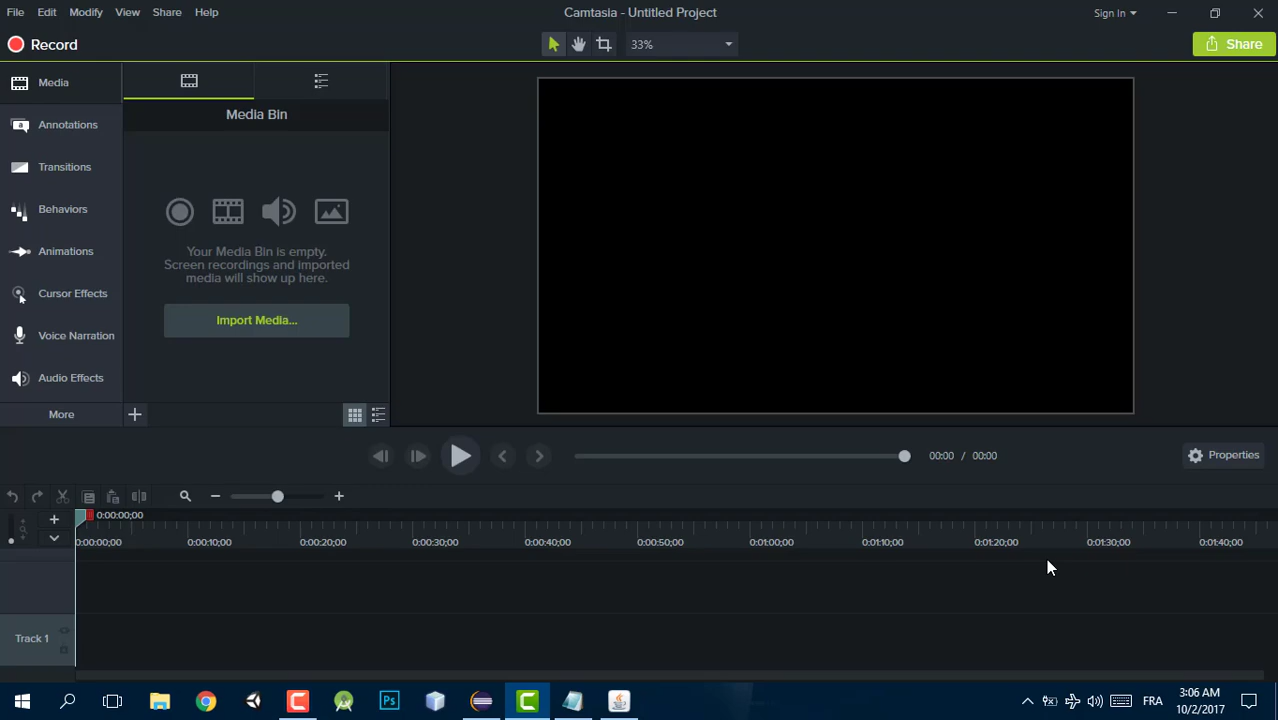 File Edit Modify View Share Help
Camtasia - Untitled Project
Sign In
Record
33%
Share
Media
Annotations
Transitions
Behaviors
Animations
Cursor Effects
Voice Narration
Audio Effects
More
Media Bin
Your Media Bin is empty.
Screen recordings and imported
media will show up here.
Import Media...
00:00 / 00:00
Properties
0:00:00;00
0:00:00;00 0:00:10;00 0:00:20;00 0:00:30;00 0:00:40;00 0:00:50;00 0:01:00;00 0:01:10;00 0:01:20;00 0:01:30;00 0:01:40;00
Track 1
Ps
FRA
3:06 AM
10/2/2017